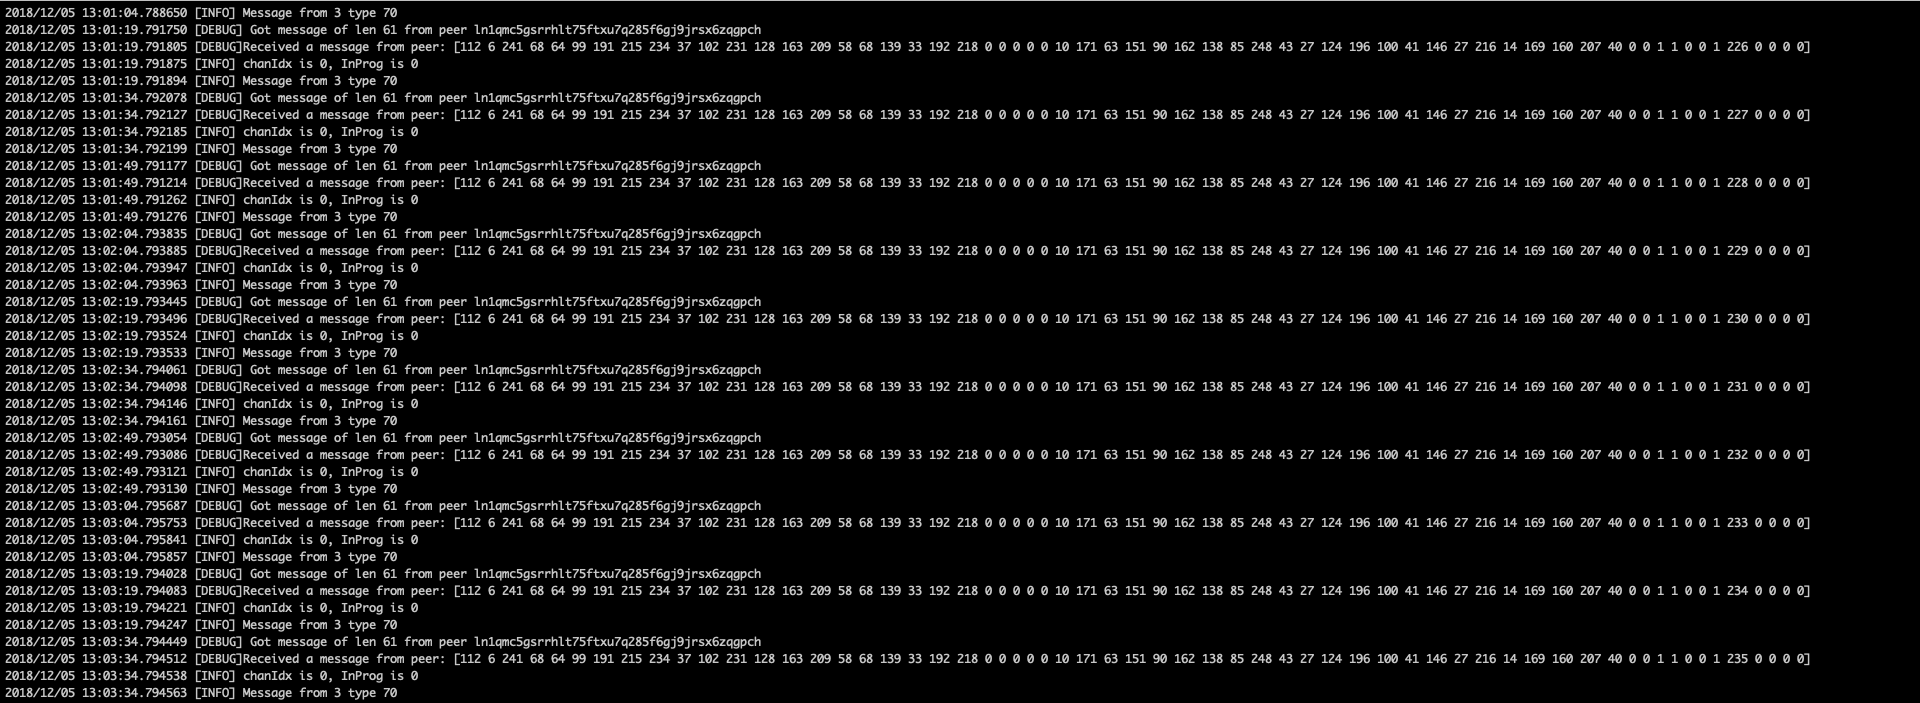 2018/12/05 13:01:04.788650 [INFO] Message from 3 type 70
2018/12/05 13:01:19.791750 [DEBUG] Got message of len 61 from peer ln1qmc5gsrrhlt75ftxu7q285f6gj9jrsx6zqgpch
2018/12/05 13:01:19.791805 [DEBUG]Received a message from peer: [112 6 241 68 64 99 191 215 234 37 102 231 128 163 209 58 68 139 33 192 218 0 0 0 0 0 10 171 63 151 90 162 138 85 248 43 27 124 196 100 41 146 27 216 14 169 160 207 40 0 0 1 1 0 0 1 226 0 0 0 0]
2018/12/05 13:01:19.791875 [INFO] chanIdx is 0, InProg is 0
2018/12/05 13:01:19.791894 [INFO] Message from 3 type 70
2018/12/05 13:01:34.792078 [DEBUG] Got message of len 61 from peer ln1qmc5gsrrhlt75ftxu7q285f6gj9jrsx6zqgpch
2018/12/05 13:01:34.792127 [DEBUG]Received a message from peer: [112 6 241 68 64 99 191 215 234 37 102 231 128 163 209 58 68 139 33 192 218 0 0 0 0 0 10 171 63 151 90 162 138 85 248 43 27 124 196 100 41 146 27 216 14 169 160 207 40 0 0 1 1 0 0 1 227 0 0 0 0]
2018/12/05 13:01:34.792185 [INFO] chanIdx is 0, InProg is 0
2018/12/05 13:01:34.792199 [INFO] Message from 3 type 70
2018/12/05 13:01:49.791177 [DEBUG] Got message of len 61 from peer ln1qmc5gsrrhlt75ftxu7q285f6gj9jrsx6zqgpch
2018/12/05 13:01:49.791214 [DEBUG]Received a message from peer: [112 6 241 68 64 99 191 215 234 37 102 231 128 163 209 58 68 139 33 192 218 0 0 0 0 0 10 171 63 151 90 162 138 85 248 43 27 124 196 100 41 146 27 216 14 169 160 207 40 0 0 1 1 0 0 1 228 0 0 0 0]
2018/12/05 13:01:49.791262 [INFO] chanIdx is 0, InProg is 0
2018/12/05 13:01:49.791276 [INFO] Message from 3 type 70
2018/12/05 13:02:04.793835 [DEBUG] Got message of len 61 from peer ln1qmc5gsrrhlt75ftxu7q285f6gj9jrsx6zqgpch
2018/12/05 13:02:04.793885 [DEBUG]Received a message from peer: [112 6 241 68 64 99 191 215 234 37 102 231 128 163 209 58 68 139 33 192 218 0 0 0 0 0 10 171 63 151 90 162 138 85 248 43 27 124 196 100 41 146 27 216 14 169 160 207 40 0 0 1 1 0 0 1 229 0 0 0 0]
2018/12/05 13:02:04.793947 [INFO] chanIdx is 0, InProg is 0
2018/12/05 13:02:04.793963 [INFO] Message from 3 type 70
2018/12/05 13:02:19.793445 [DEBUG] Got message of len 61 from peer ln1qmc5gsrrhlt75ftxu7q285f6gj9jrsx6zqgpch
2018/12/05 13:02:19.793496 [DEBUG]Received a message from peer: [112 6 241 68 64 99 191 215 234 37 102 231 128 163 209 58 68 139 33 192 218 0 0 0 0 0 10 171 63 151 90 162 138 85 248 43 27 124 196 100 41 146 27 216 14 169 160 207 40 0 0 1 1 0 0 1 230 0 0 0 0]
2018/12/05 13:02:19.793524 [INFO] chanIdx is 0, InProg is 0
2018/12/05 13:02:19.793533 [INFO] Message from 3 type 70
2018/12/05 13:02:34.794061 [DEBUG] Got message of len 61 from peer ln1qmc5gsrrhlt75ftxu7q285f6gj9jrsx6zqgpch
2018/12/05 13:02:34.794098 [DEBUG]Received a message from peer: [112 6 241 68 64 99 191 215 234 37 102 231 128 163 209 58 68 139 33 192 218 0 0 0 0 0 10 171 63 151 90 162 138 85 248 43 27 124 196 100 41 146 27 216 14 169 160 207 40 0 0 1 1 0 0 1 231 0 0 0 0]
2018/12/05 13:02:34.794146 [INFO] chanIdx is 0, InProg is 0
2018/12/05 13:02:34.794161 [INFO] Message from 3 type 70
2018/12/05 13:02:49.793054 [DEBUG] Got message of len 61 from peer ln1qmc5gsrrhlt75ftxu7q285f6gj9jrsx6zqgpch
2018/12/05 13:02:49.793086 [DEBUG]Received a message from peer: [112 6 241 68 64 99 191 215 234 37 102 231 128 163 209 58 68 139 33 192 218 0 0 0 0 0 10 171 63 151 90 162 138 85 248 43 27 124 196 100 41 146 27 216 14 169 160 207 40 0 0 1 1 0 0 1 232 0 0 0 0]
2018/12/05 13:02:49.793121 [INFO] chanIdx is 0, InProg is 0
2018/12/05 13:02:49.793130 [INFO] Message from 3 type 70
2018/12/05 13:03:04.795687 [DEBUG] Got message of len 61 from peer ln1qmc5gsrrhlt75ftxu7q285f6gj9jrsx6zqgpch
2018/12/05 13:03:04.795753 [DEBUG]Received a message from peer: [112 6 241 68 64 99 191 215 234 37 102 231 128 163 209 58 68 139 33 192 218 0 0 0 0 0 10 171 63 151 90 162 138 85 248 43 27 124 196 100 41 146 27 216 14 169 160 207 40 0 0 1 1 0 0 1 233 0 0 0 0]
2018/12/05 13:03:04.795841 [INFO] chanIdx is 0, InProg is 0
2018/12/05 13:03:04.795857 [INFO] Message from 3 type 70
2018/12/05 13:03:19.794028 [DEBUG] Got message of len 61 from peer ln1qmc5gsrrhlt75ftxu7q285f6gj9jrsx6zqgpch
2018/12/05 13:03:19.794083 [DEBUG]Received a message from peer: [112 6 241 68 64 99 191 215 234 37 102 231 128 163 209 58 68 139 33 192 218 0 0 0 0 0 10 171 63 151 90 162 138 85 248 43 27 124 196 100 41 146 27 216 14 169 160 207 40 0 0 1 1 0 0 1 234 0 0 0 0]
2018/12/05 13:03:19.794221 [INFO] chanIdx is 0, InProg is 0
2018/12/05 13:03:19.794247 [INFO] Message from 3 type 70
2018/12/05 13:03:34.794449 [DEBUG] Got message of len 61 from peer ln1qmc5gsrrhlt75ftxu7q285f6gj9jrsx6zqgpch
2018/12/05 13:03:34.794512 [DEBUG]Received a message from peer: [112 6 241 68 64 99 191 215 234 37 102 231 128 163 209 58 68 139 33 192 218 0 0 0 0 0 10 171 63 151 90 162 138 85 248 43 27 124 196 100 41 146 27 216 14 169 160 207 40 0 0 1 1 0 0 1 235 0 0 0 0]
2018/12/05 13:03:34.794538 [INFO] chanIdx is 0, InProg is 0
2018/12/05 13:03:34.794563 [INFO] Message from 3 type 70